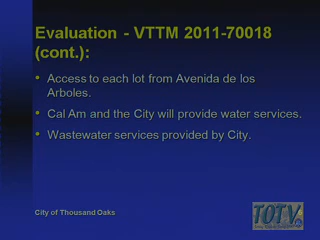 Evaluation - VTTM 2011-70018
(cont.):
• Access to each lot from Avenida de los
Arboles.
• Cal Am and the City will provide water services.
• Wastewater services provided by City.
City of Thousand Oaks
TOTV